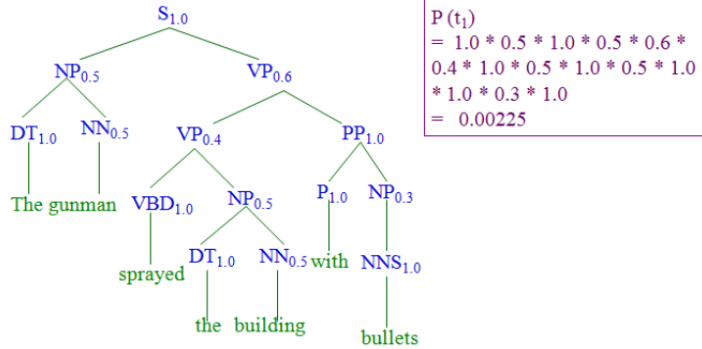 S1.0
NP0.5 VP0.6
DT1.0 NN0.5 VP0.4 PP1.0
The gunman VBD1.0 NP0.5 P1.0 NP0.3
sprayed DT1.0 NN0.5 with NNS1.0
the building bullets
P (t1)
= 1.0 * 0.5 * 1.0 * 0.5 * 0.6 *
0.4 * 1.0 * 0.5 * 1.0 * 0.5 * 1.0
* 1.0 * 0.3 * 1.0
= 0.00225